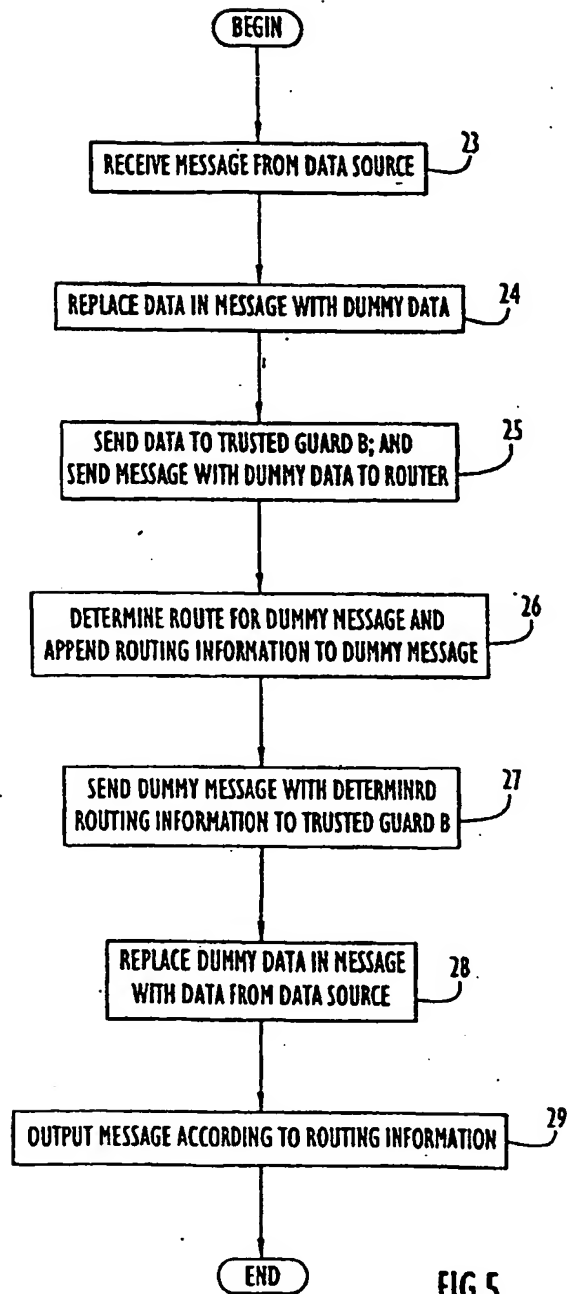 BEGIN
23
RECEIVE MESSAGE FROM DATA SOURCE
24
REPLACE DATA IN MESSAGE WITH DUMMY DATA
25
SEND DATA TO TRUSTED GUARD B; AND
SEND MESSAGE WITH DUMMY DATA TO ROUTER
26
DETERMINE ROUTE FOR DUMMY MESSAGE AND
APPEND ROUTING INFORMATION TO DUMMY MESSAGE
27
SEND DUMMY MESSAGE WITH DETERMINRD
ROUTING INFORMATION TO TRUSTED GUARD B
REPLACE DUMMY DATA IN MESSAGE
WITH DATA FROM DATA SOURCE
28
OUTPUT MESSAGE ACCORDING TO ROUTING INFORMATION
29
END
FIG.5